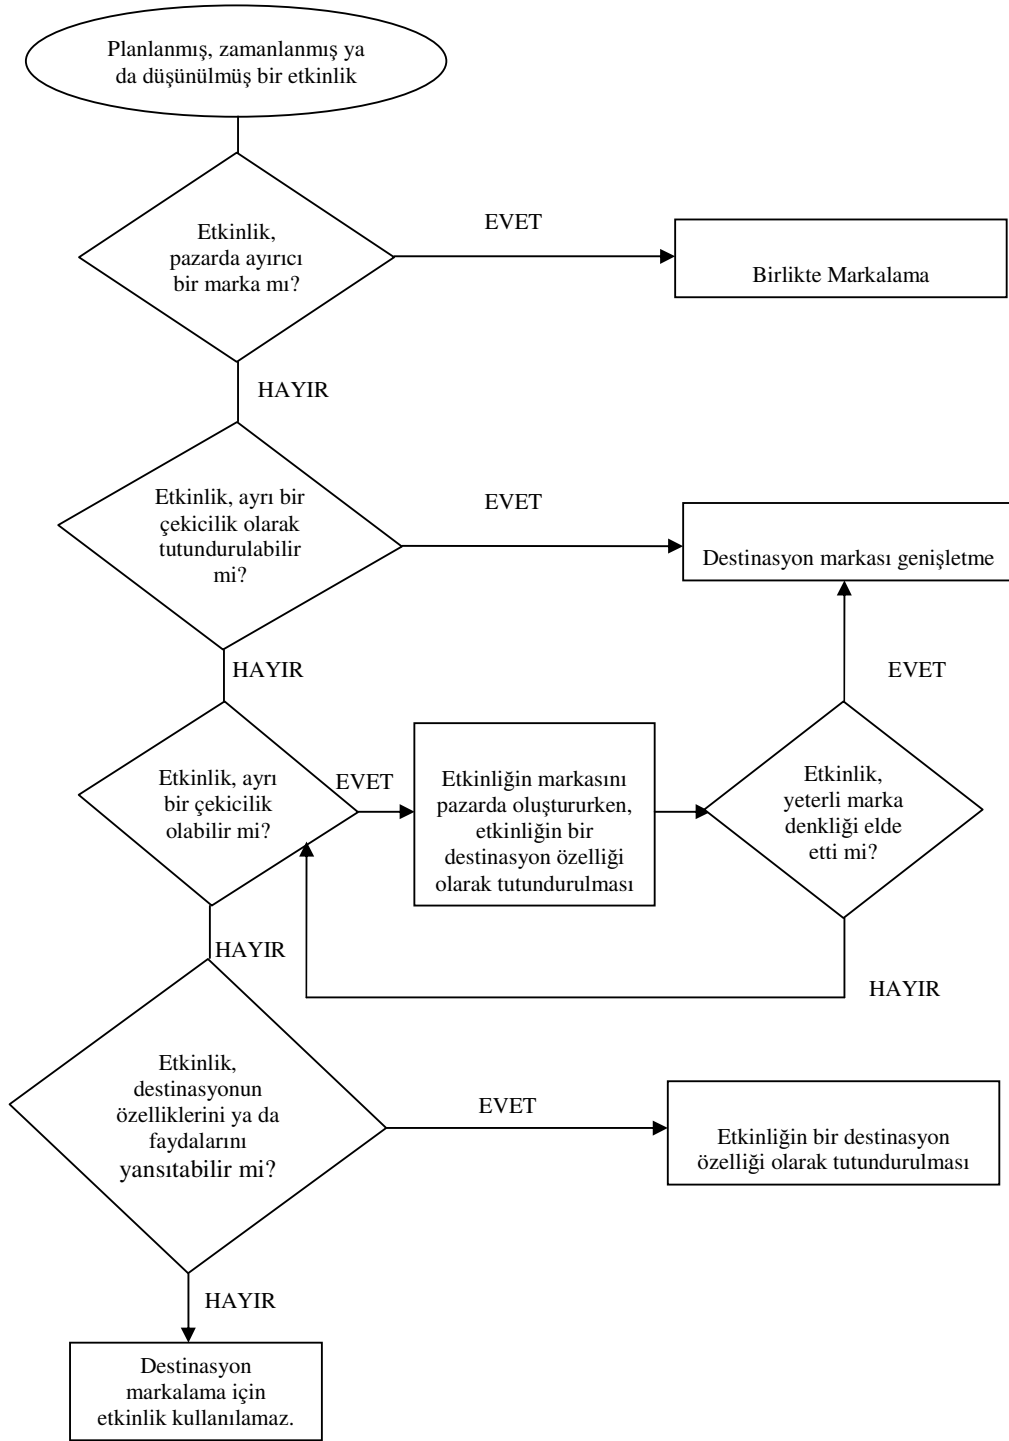 Planlanmış, zamanlanmış ya
da düşünülmüş bir etkinlik
Etkinlik,
pazarda ayırıcı
bir marka mı?
EVET
Birlikte Markalama
HAYIR
Etkinlik, ayrı bir
çekicilik olarak
tutundurulabilir
mi?
EVET
Destinasyon markası genişletme
HAYIR
EVET
Etkinlik, ayrı
bir çekicilik
olabilir mi?
EVET
Etkinliğin markasını
pazarda oluştururken,
etkinliğin bir
destinasyon özelliği
olarak tutundurulması
Etkinlik,
yeterli marka
denkliği elde
etti mi?
HAYIR
HAYIR
Etkinlik,
destinasyonun
özelliklerini ya da
faydalarını
yansıtabilir mi?
EVET
Etkinliğin bir destinasyon
özelliği olarak tutundurulması
HAYIR
Destinasyon
markalama için
etkinlik kullanılamaz.